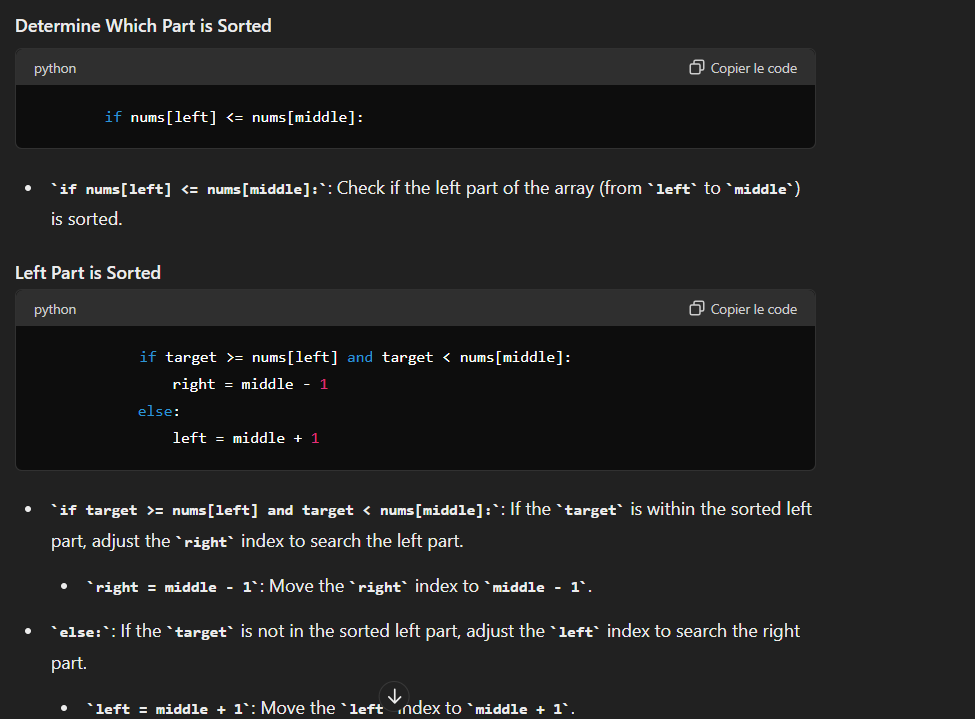 Determine Which Part is Sorted
python
Copier le code
if nums[left] <= nums[middle]:
`if nums[left] <= nums[middle]:`: Check if the left part of the array (from `left` to `middle`)
is sorted.
Left Part is Sorted
python
Copier le code
if target >= nums[left] and target < nums[middle]:
right = middle - 1
else:
left = middle + 1
`if target >= nums[left] and target < nums[middle]:`: If the `target` is within the sorted left
part, adjust the `right` index to search the left part.
`right = middle - 1`: Move the `right` index to `middle - 1`.
`else:`: If the `target` is not in the sorted left part, adjust the `left` index to search the right
part.
`left = middle + 1`: Move the `left index to `middle + 1`.